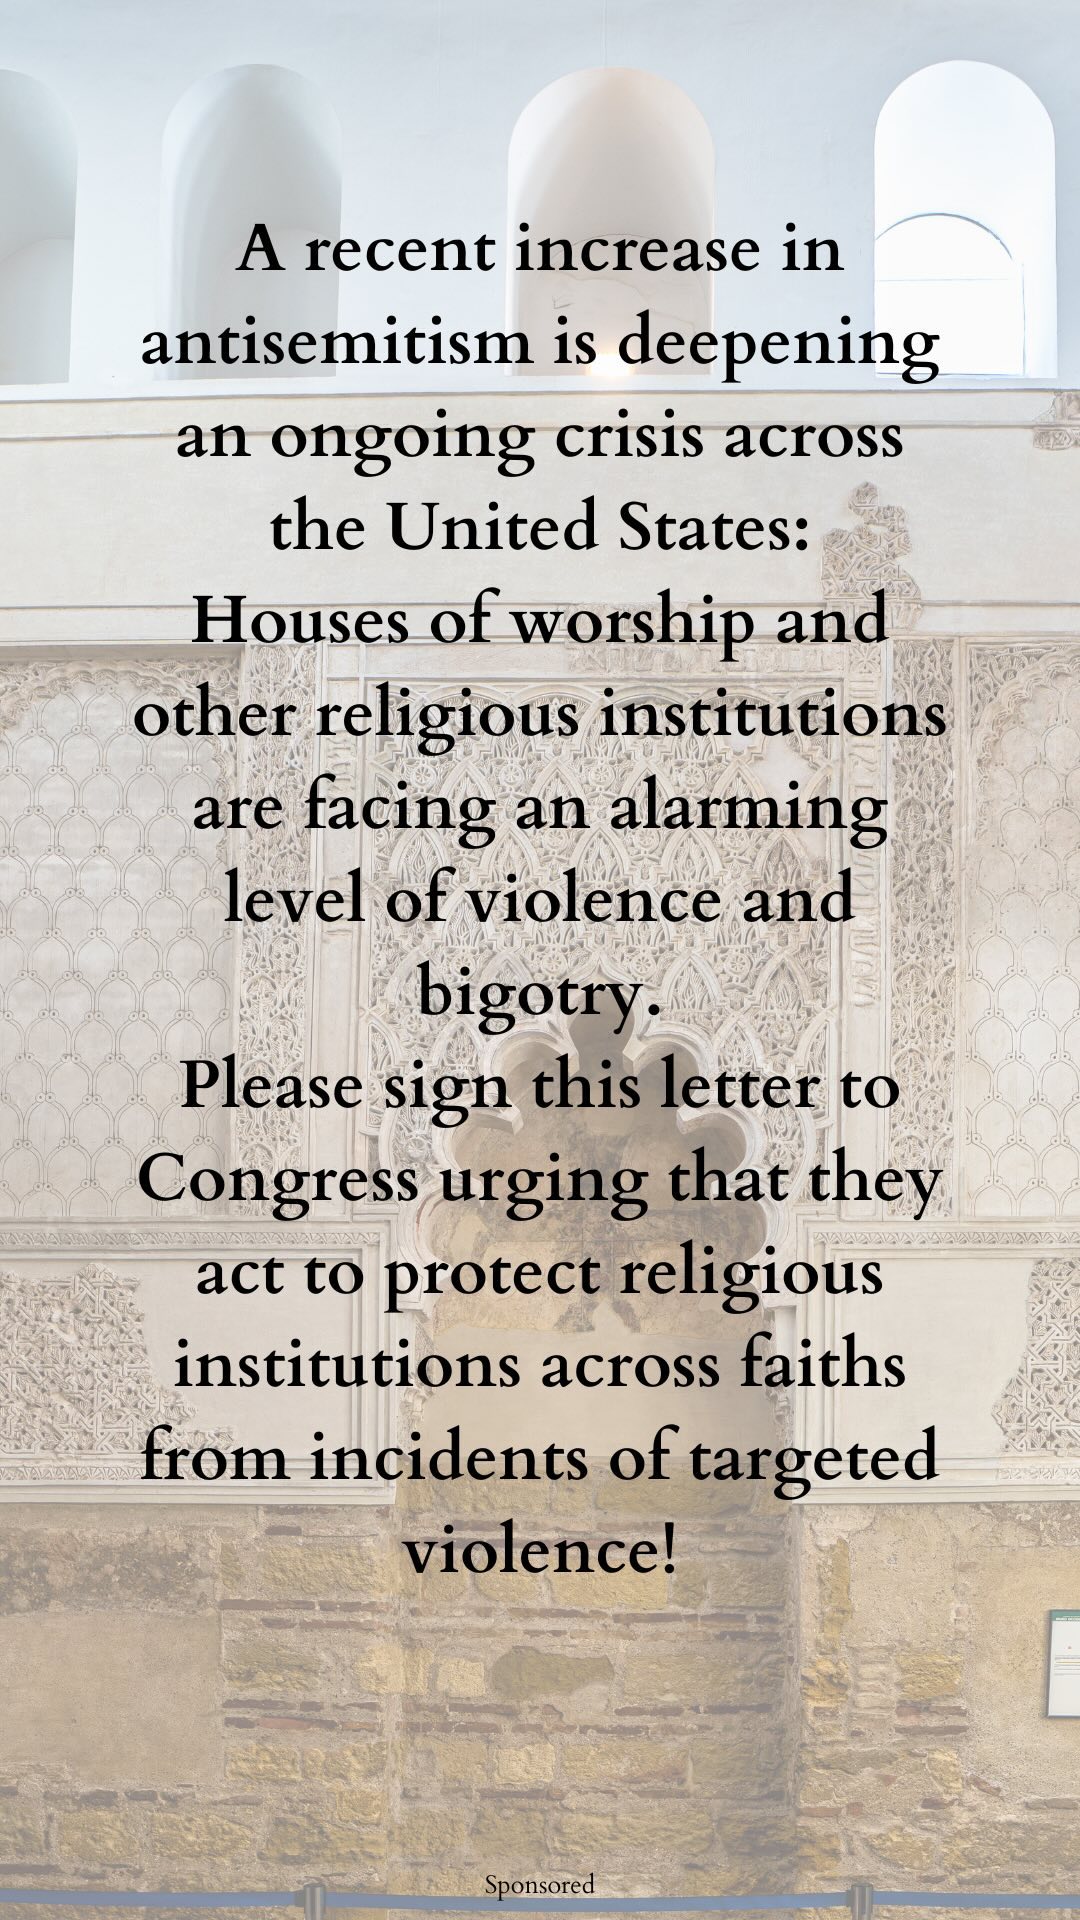 A recent increase in
antisemitism is deepening
an ongoing crisis across
the United States:
Houses of worship and
other religious institutions
are facing an alarming
level of violence and
bigotry.
Please sign this letter to
Congress urging that they
act to protect religious
institutions across faiths
from incidents of targeted
violence!
Sponsored